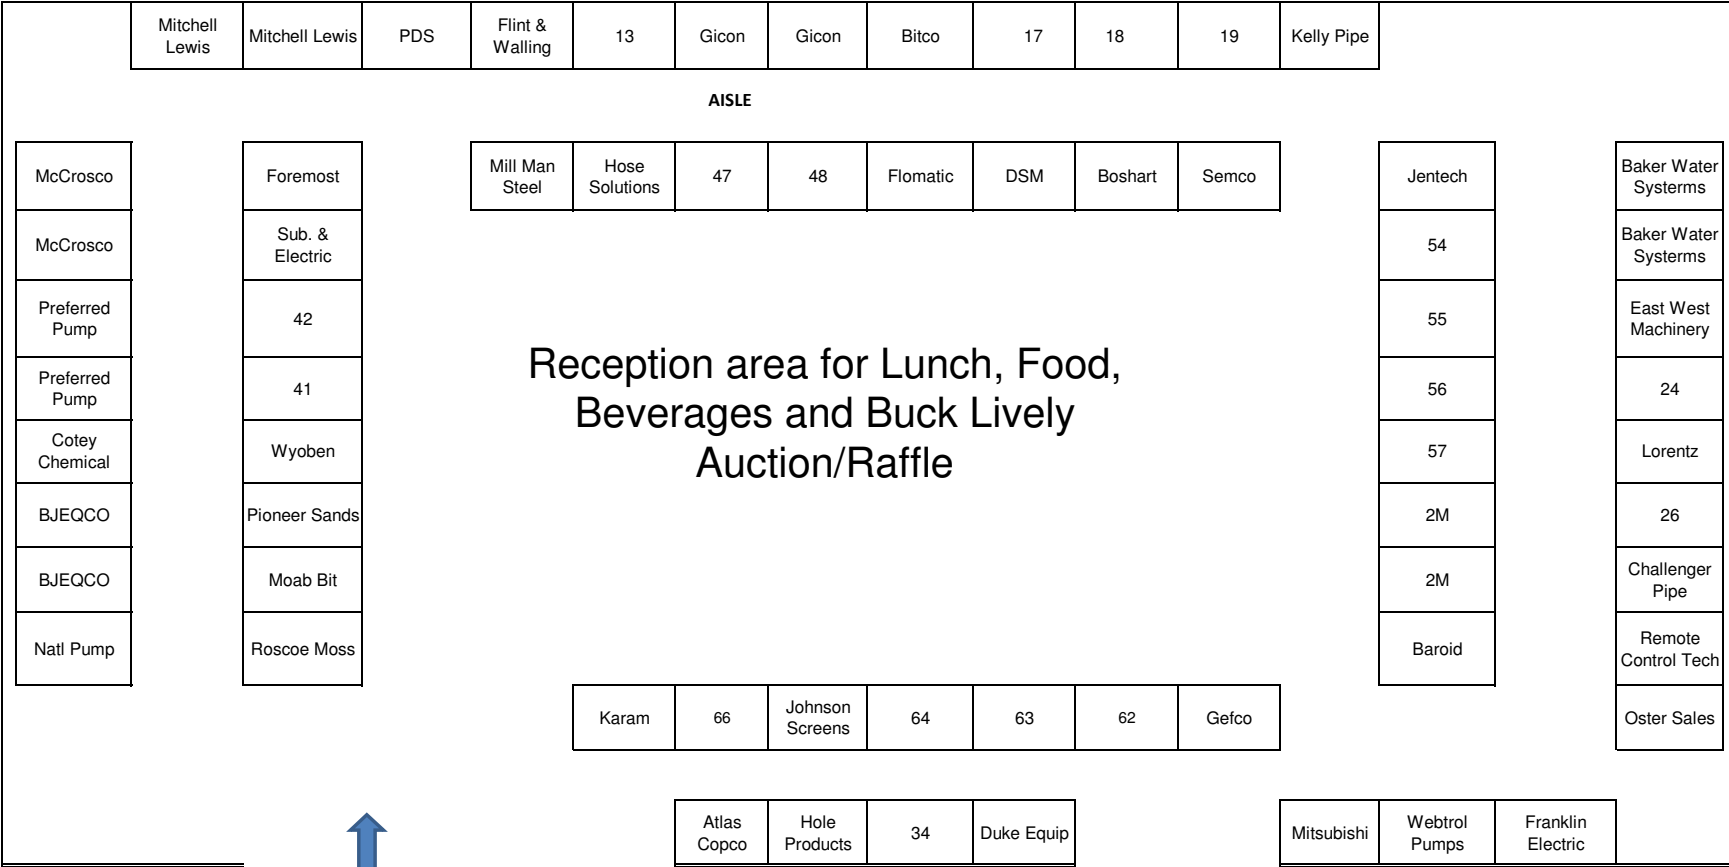 Mitchell
Lewis
Mitchell Lewis
PDS
Flint &
Walling
13
Gicon
Gicon
Bitco
17
18
19
Kelly Pipe
AISLE
McCrosco
Foremost
Mill Man
Steel
Hose
Solutions
47
48
Flomatic
DSM
Boshart
Semco
Jentech
Baker Water
Systerms
McCrosco
Sub. &
Electric
54
Baker Water
Systerms
Preferred
Pump
42
55
East West
Machinery
Reception area for Lunch, Food,
Beverages and Buck Lively
Auction/Raffle
Preferred
Pump
41
56
24
Cotey
Chemical
Wyoben
57
Lorentz
BJEQCO
Pioneer Sands
2M
26
BJEQCO
Moab Bit
2M
Challenger
Pipe
Natl Pump
Roscoe Moss
Baroid
Remote
Control Tech
Karam
66
Johnson
Screens
64
63
62
Gefco
Oster Sales
Atlas
Copco
Hole
Products
34
Duke Equip
Mitsubishi
Webtrol
Pumps
Franklin
Electric